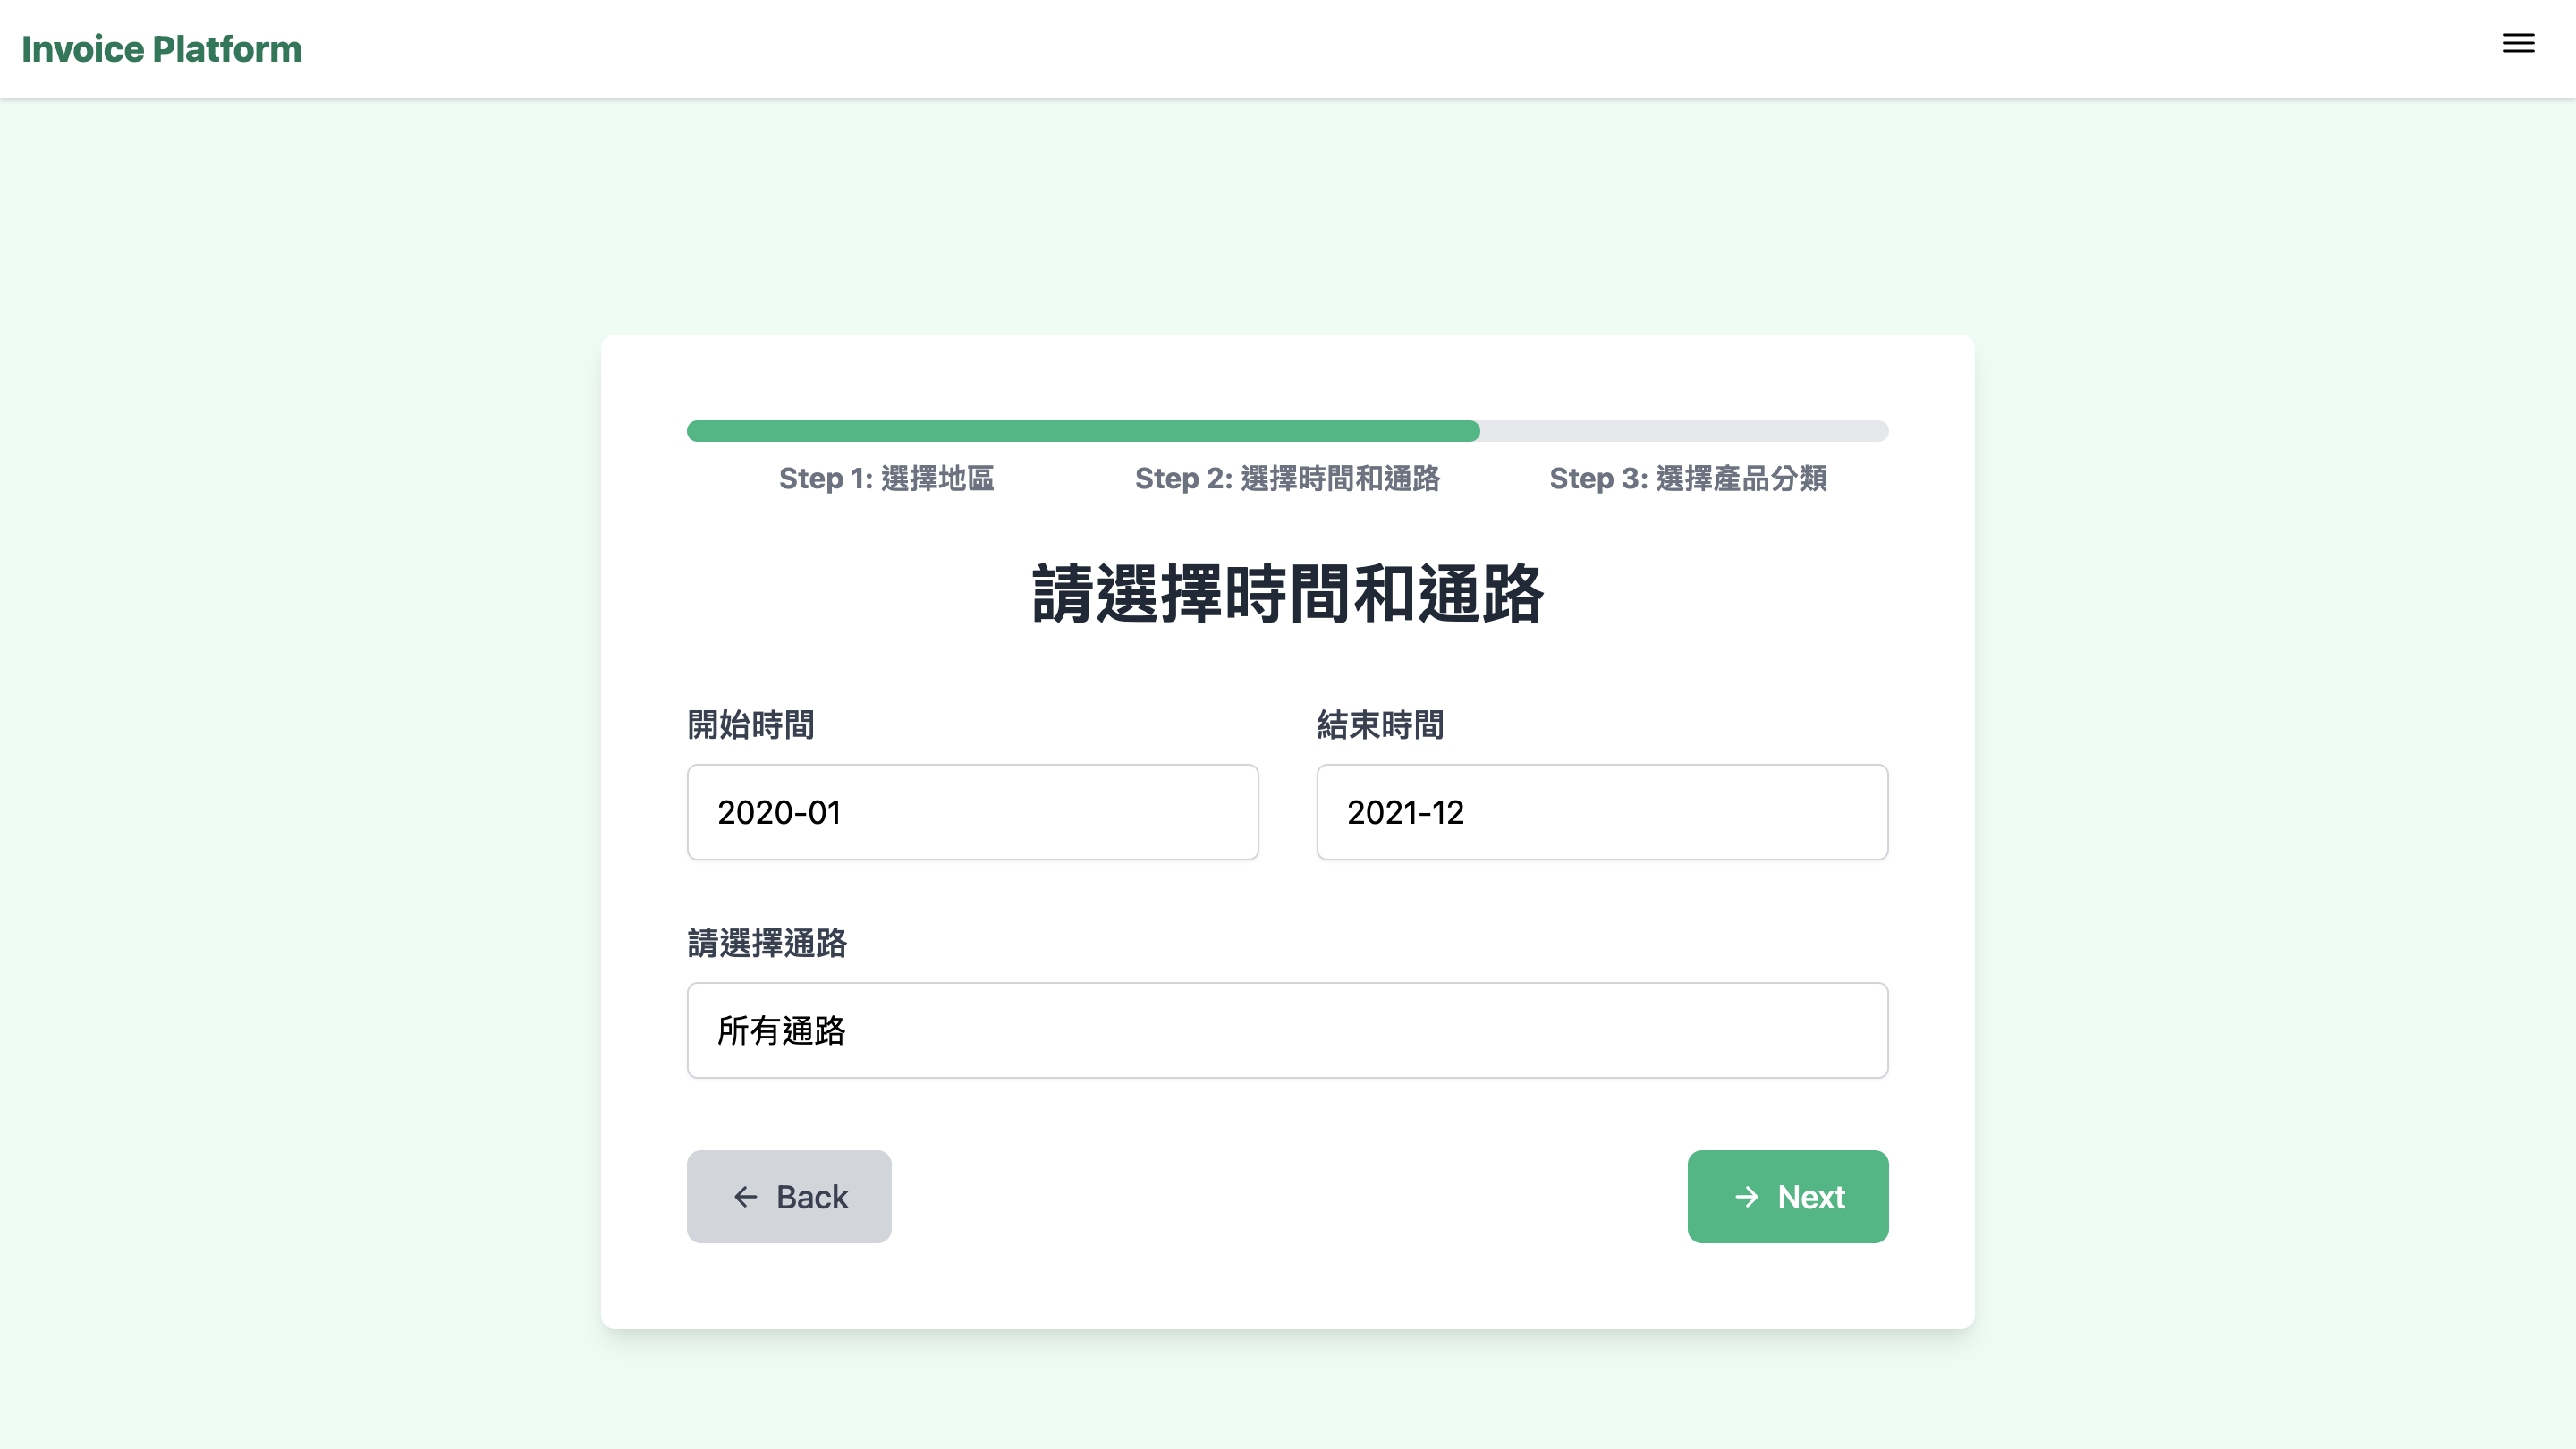 Invoice Platform
Step 1: 選擇地區
Step 2: 選擇時間和通路
Step 3: 選擇產品分類
請選擇時間和通路
開始時間
結束時間
2020-01
2021-12
請選擇通路
所有通路
Back
Next